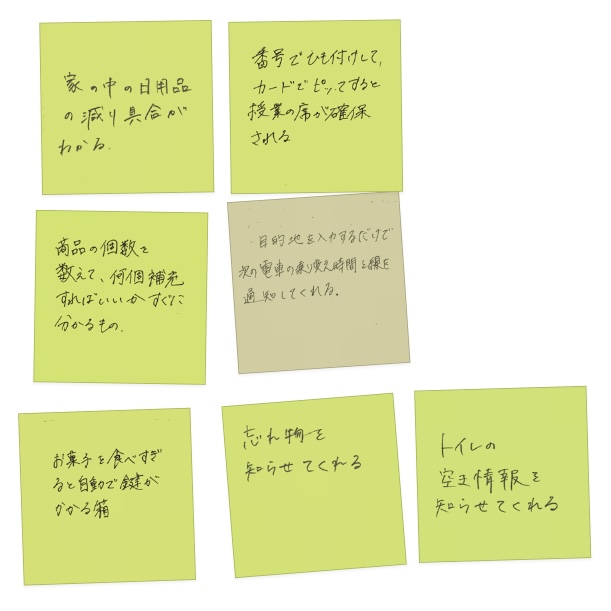 家の中の日用品
の減り具合が
わかる.
番号でひも付けして,
カードでピッてすると
授業の席が確保
される
商品の個数を
数えて、何個補充
すればいいかすぐに
分かるもの.
目的地を入力するだけで
次の電車の乗り変え時間と線を
通知してくれる。
お菓子を食べすぎ
ると自動で鍵が
かかる箱
忘れ物を
知らせてくれる
トイレの
空き情報を
知らせてくれる